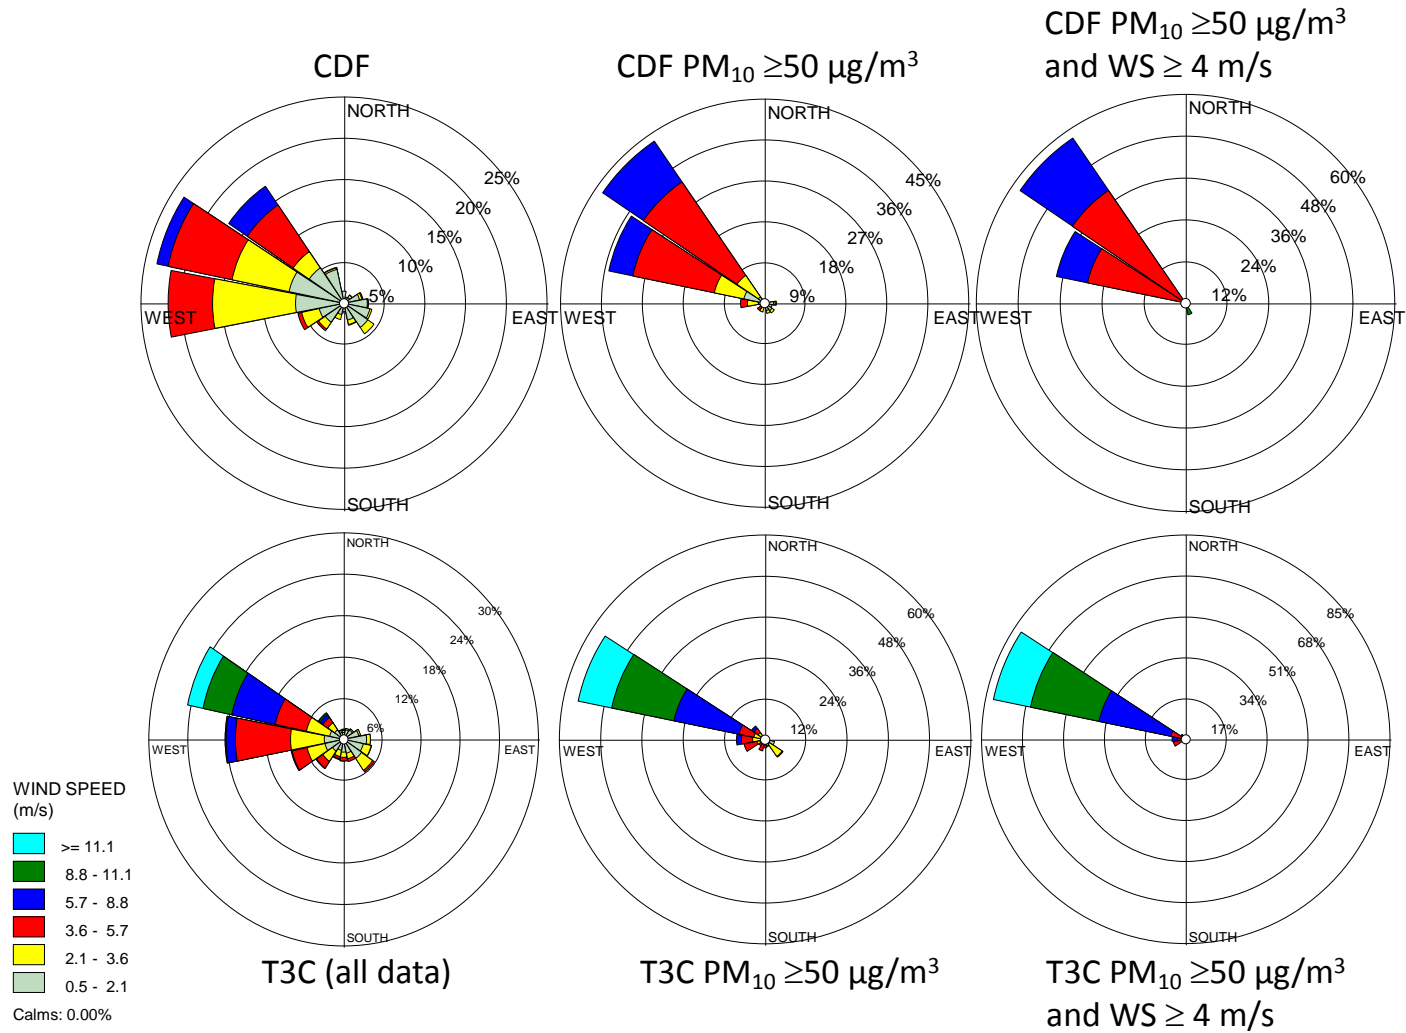 CDF
CDF PM₁₀ ≥50 µg/m³
CDF PM₁₀ ≥50 µg/m³
and WS ≥ 4 m/s
NORTH
25%
20%
15%
10%
5%
WEST
EAST
SOUTH
NORTH
45%
36%
27%
18%
9%
WEST
EAST
SOUTH
NORTH
60%
48%
36%
24%
12%
WEST
EAST
SOUTH
NORTH
30%
24%
18%
12%
6%
WEST
EAST
SOUTH
NORTH
60%
48%
36%
24%
12%
WEST
EAST
SOUTH
NORTH
85%
68%
51%
34%
17%
WEST
EAST
SOUTH
WIND SPEED
(m/s)
>= 11.1
8.8 - 11.1
5.7 - 8.8
3.6 - 5.7
2.1 - 3.6
0.5 - 2.1
Calms: 0.00%
T3C (all data)
T3C PM₁₀ ≥50 µg/m³
T3C PM₁₀ ≥50 µg/m³
and WS ≥ 4 m/s